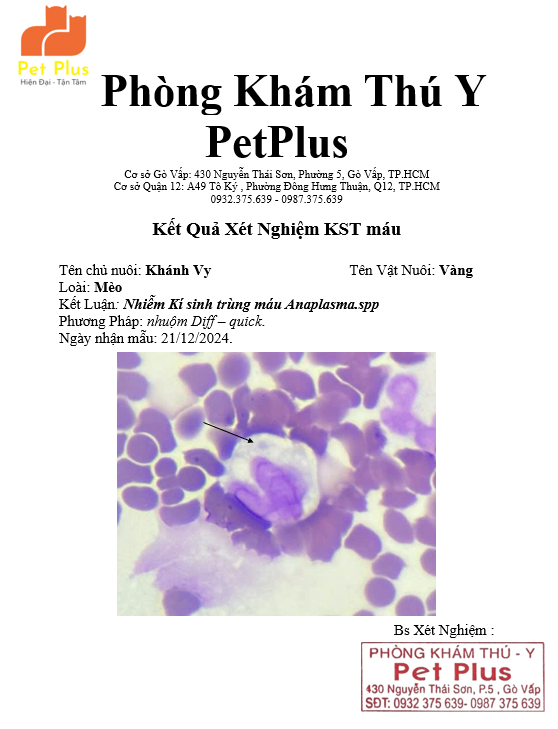 Pet Plus
Hiện Đại - Tận Tâm
Phòng Khám Thú Y
PetPlus
Cơ sở Gò Vấp: 430 Nguyễn Thái Sơn, Phường 5, Gò Vấp, TP.HCM
Cơ sở Quận 12: A49 Tô Ký , Phường Đông Hưng Thuận, Q12, TP.HCM
0932.375.639 - 0987.375.639
Kết Quả Xét Nghiệm KST máu
Tên chủ nuôi: Khánh Vy Tên Vật Nuôi: Vàng
Loài: Mèo
Kết Luận: Nhiễm Kí sinh trùng máu Anaplasma.spp
Phương Pháp: nhuộm Diff – quick.
Ngày nhận mẫu: 21/12/2024.
Bs Xét Nghiệm :
PHÒNG KHÁM THÚ - Y
Pet Plus
430 Nguyễn Thái Sơn, P.5 , Gò Vấp
SĐT: 0932 375 639- 0987 375 639